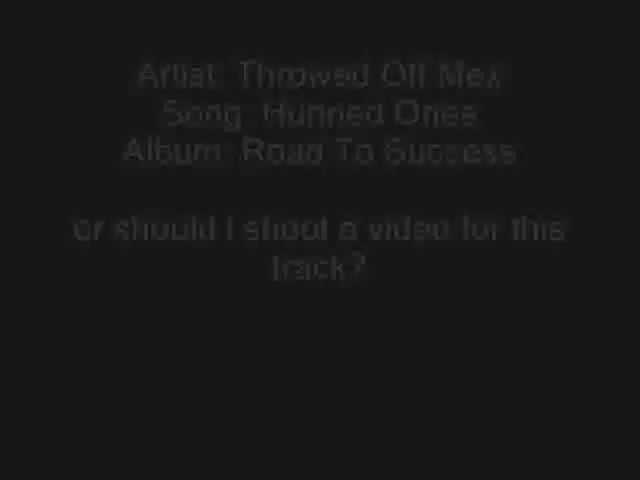 Artist: Throwed Off Mex
Song: Hunned Ones
Album: Road To Success
or should i shoot a video for this
track?